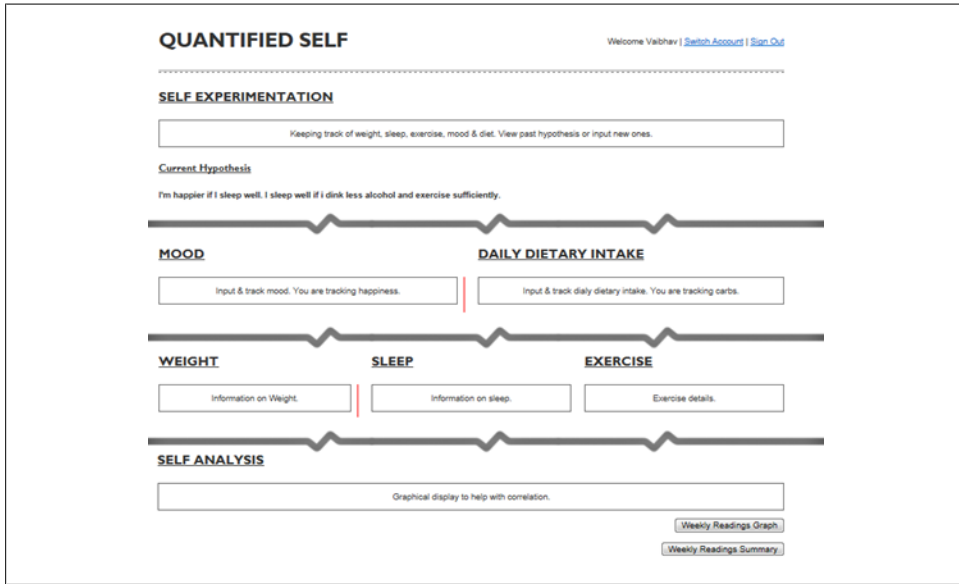 QUANTIFIED SELF
Welcome Vaibhav | Switch Account | Sign Out
SELF EXPERIMENTATION
Keeping track of weight, sleep, exercise, mood & diet. View past hypothesis or input new ones.
Current Hypothesis
I'm happier if I sleep well. I sleep well if i dink less alcohol and exercise sufficiently.
MOOD
DAILY DIETARY INTAKE
Input & track mood. You are tracking happiness.
Input & track dialy dietary intake. You are tracking carbs.
WEIGHT
SLEEP
EXERCISE
Information on Weight.
Information on sleep.
Exercise details.
SELF ANALYSIS
Graphical display to help with correlation.
Weekly Readings Graph
Weekly Readings Summary